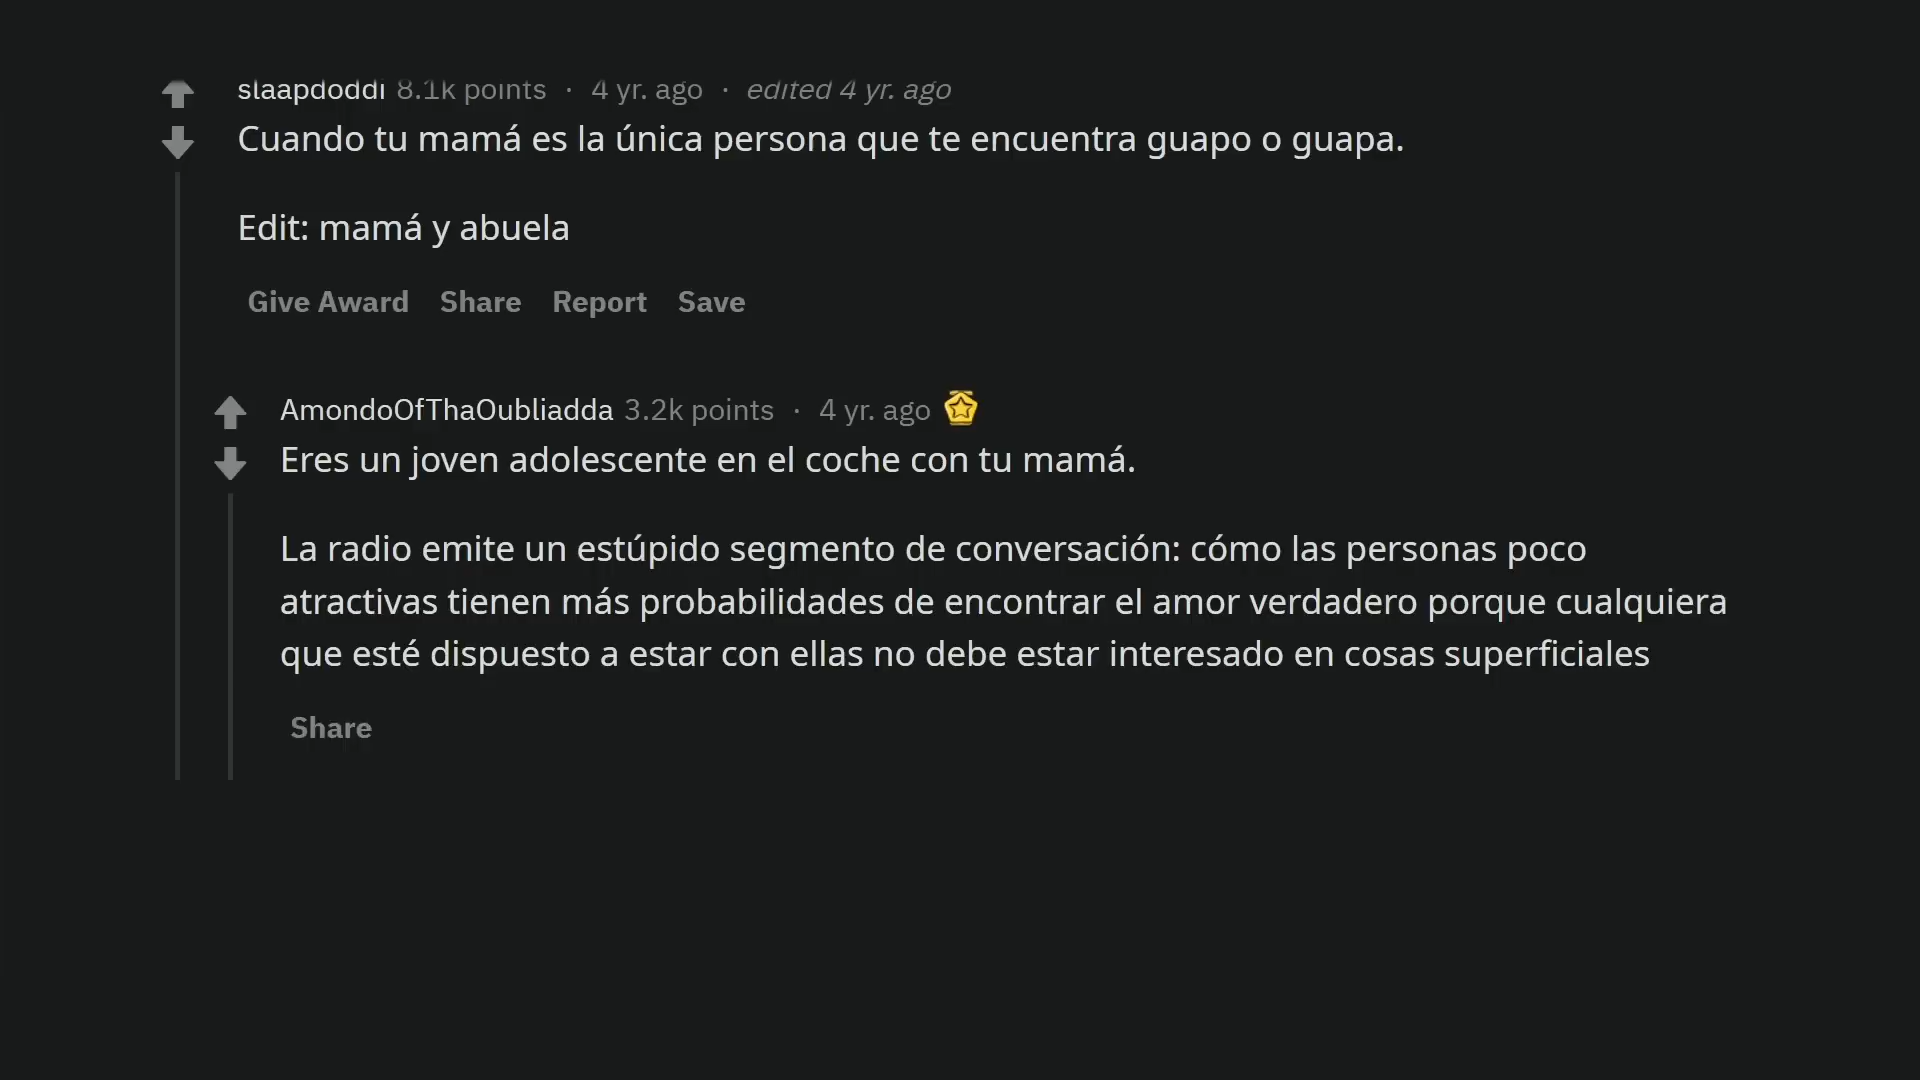 slaapdoddi 8.1k points · 4 yr. ago · edited 4 yr. ago
Cuando tu mamá es la única persona que te encuentra guapo o guapa.
Edit: mamá y abuela
Give Award Share Report Save
AmondoOfThaOubliadda 3.2k points · 4 yr. ago
Eres un joven adolescente en el coche con tu mamá.
La radio emite un estúpido segmento de conversación: cómo las personas poco
atractivas tienen más probabilidades de encontrar el amor verdadero porque cualquiera
que esté dispuesto a estar con ellas no debe estar interesado en cosas superficiales
Share